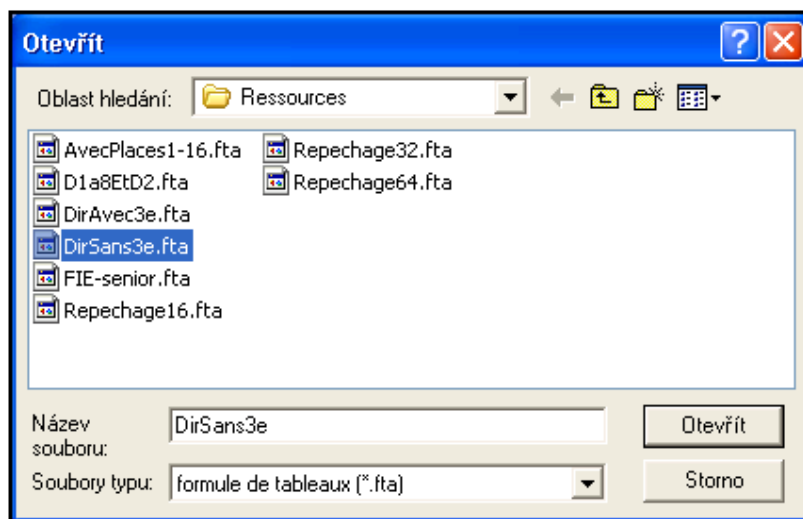 Otevřít
Oblast hledání: Ressources
AvecPlaces1-16.fta Repechage32.fta
D1a8EtD2.fta Repechage64.fta
DirAvec3e.fta
DirSans3e.fta
FIE-senior.fta
Repechage16.fta
Název souboru: DirSans3e Otevřít
Soubory typu: formule de tableaux (*.fta) Storno